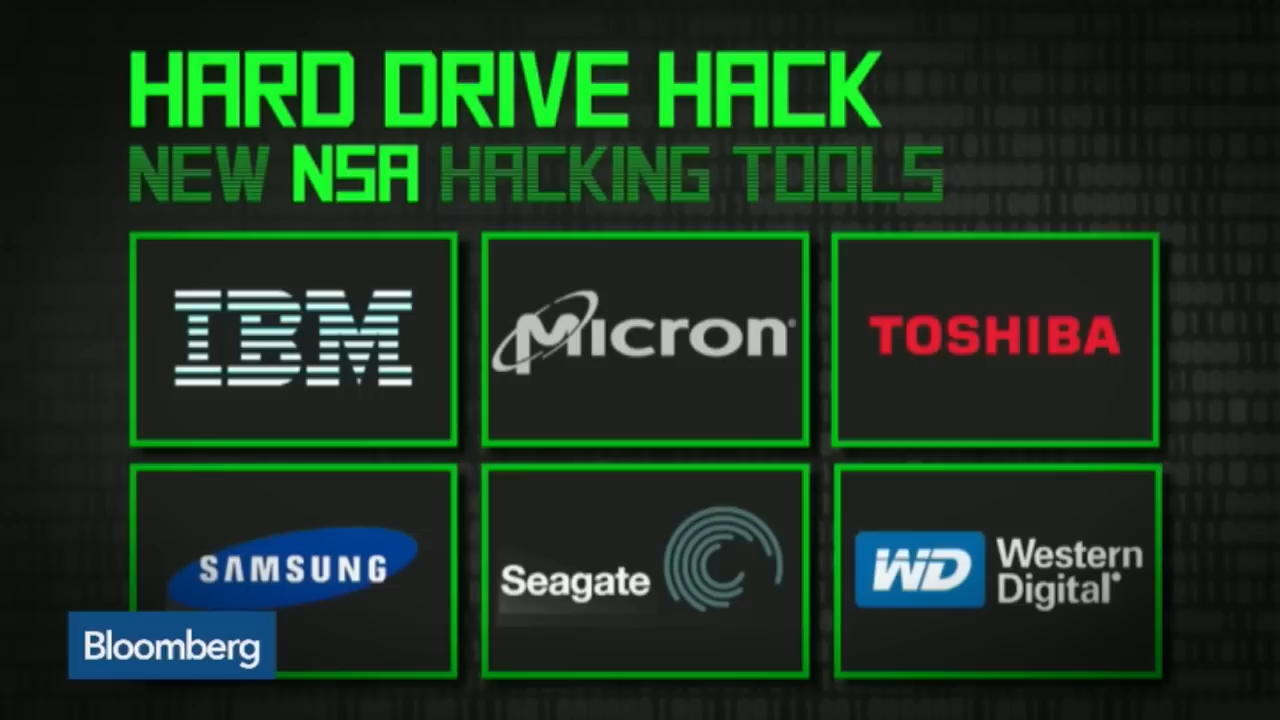 HARD DRIVE HACK
NEW NSA HACKING TOOLS
IBM
Micron
TOSHIBA
SAMSUNG
Seagate
WD Western
Digital
Bloomberg